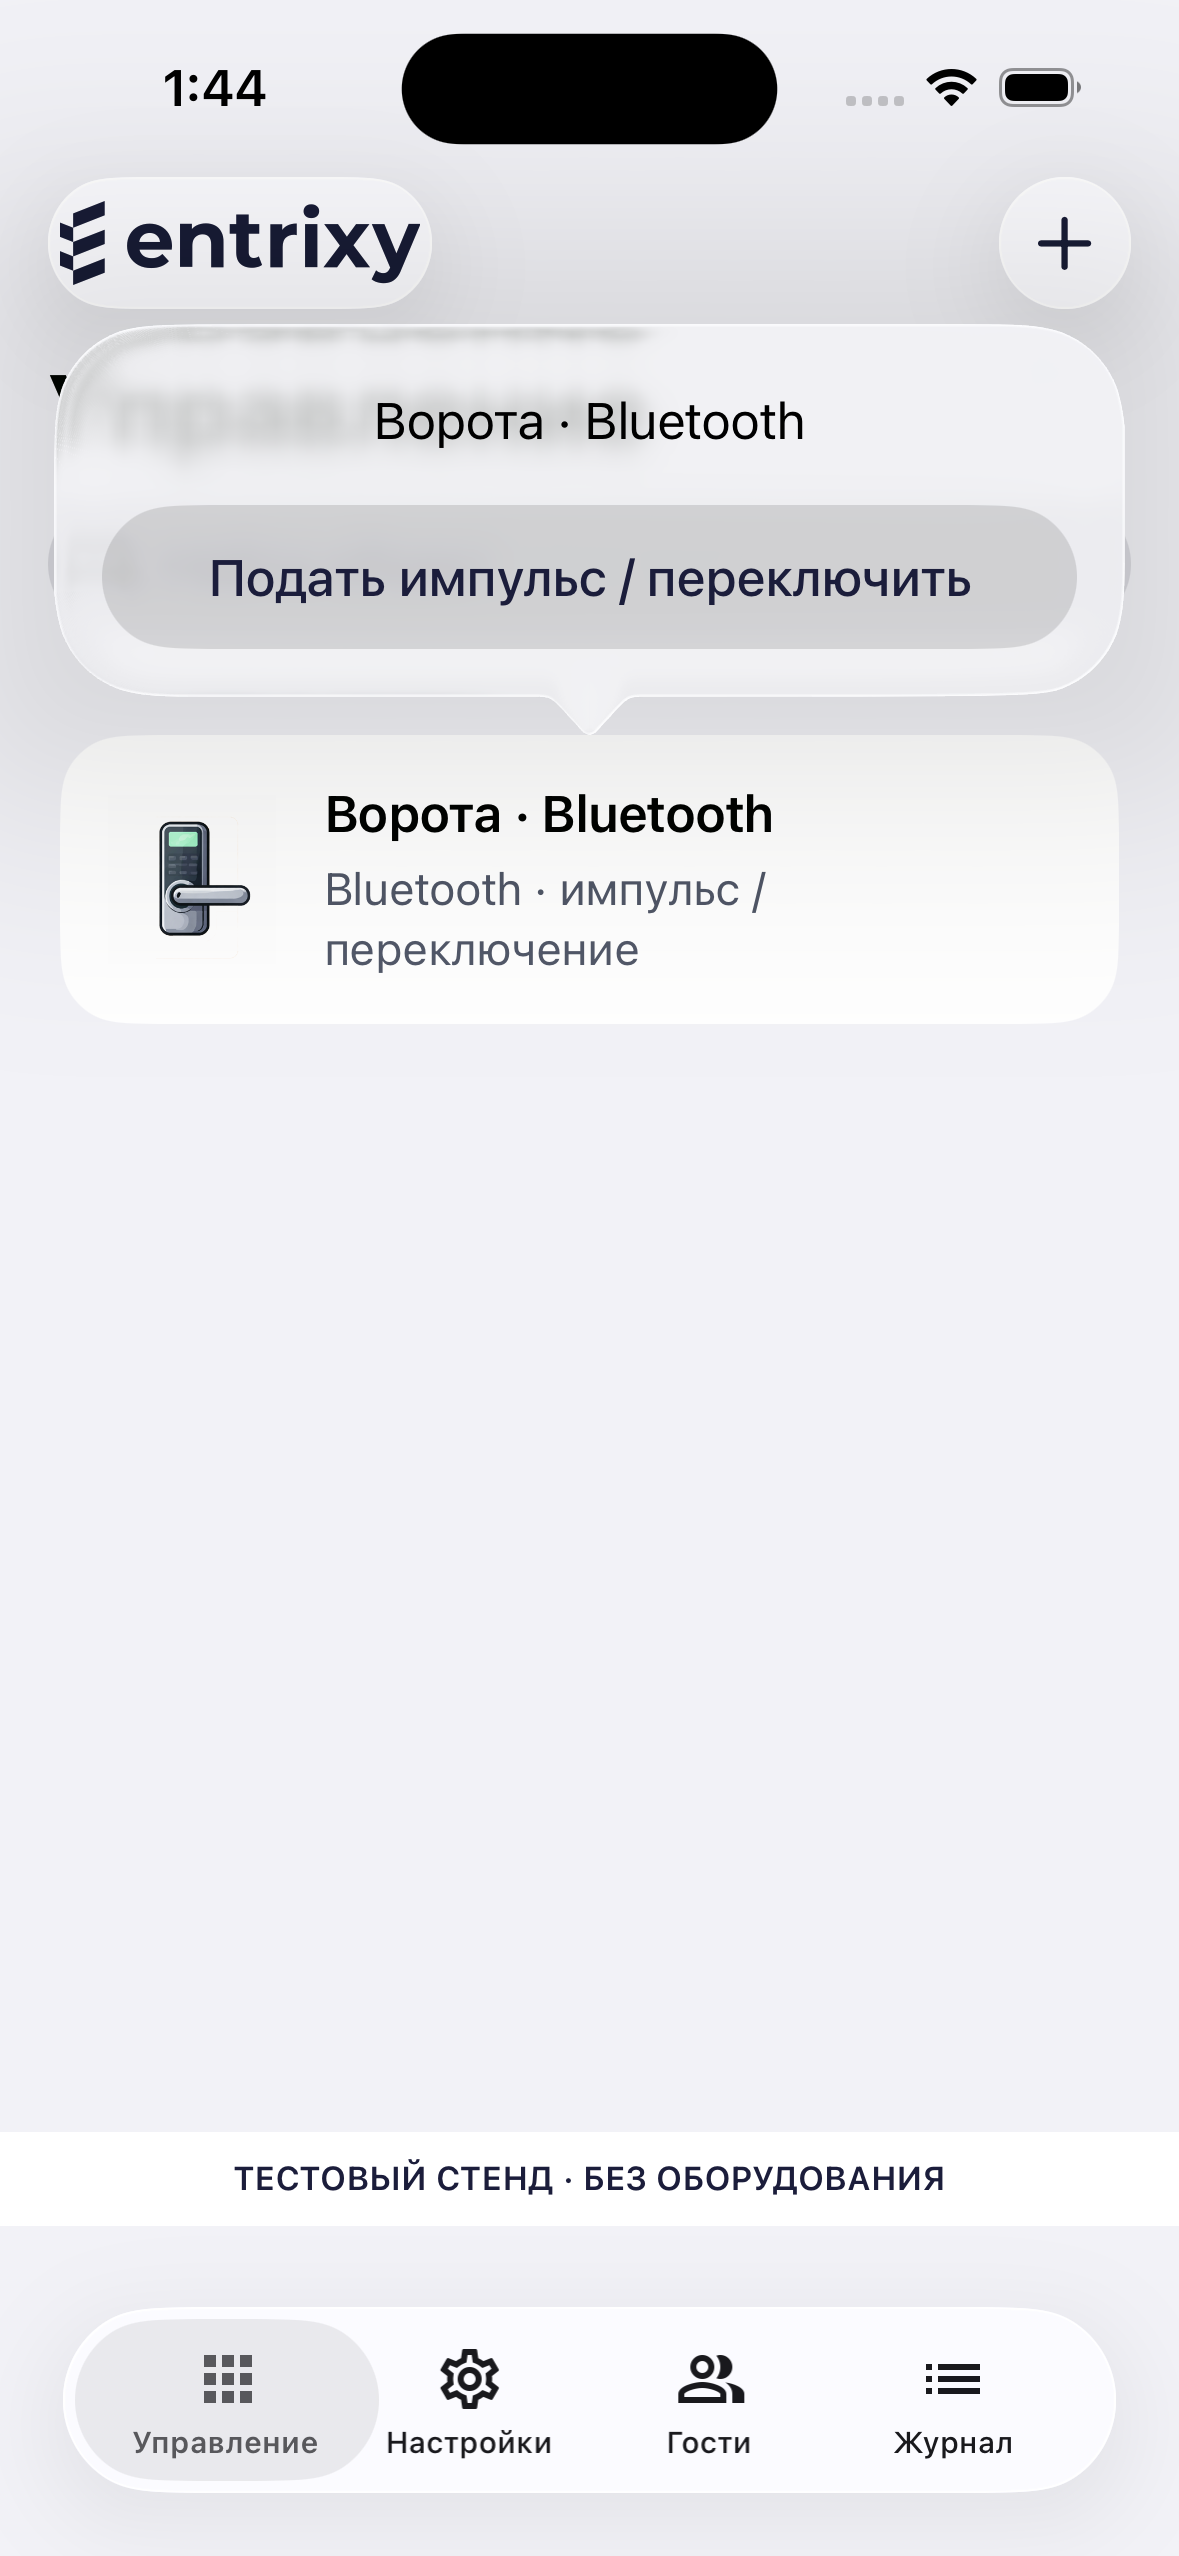 1:44
entrixy
Ворота · Bluetooth
Подать импульс / переключить
Ворота · Bluetooth
Bluetooth · импульс /
переключение
ТЕСТОВЫЙ СТЕНД · БЕЗ ОБОРУДОВАНИЯ
Управление
Настройки
Гости
Журнал